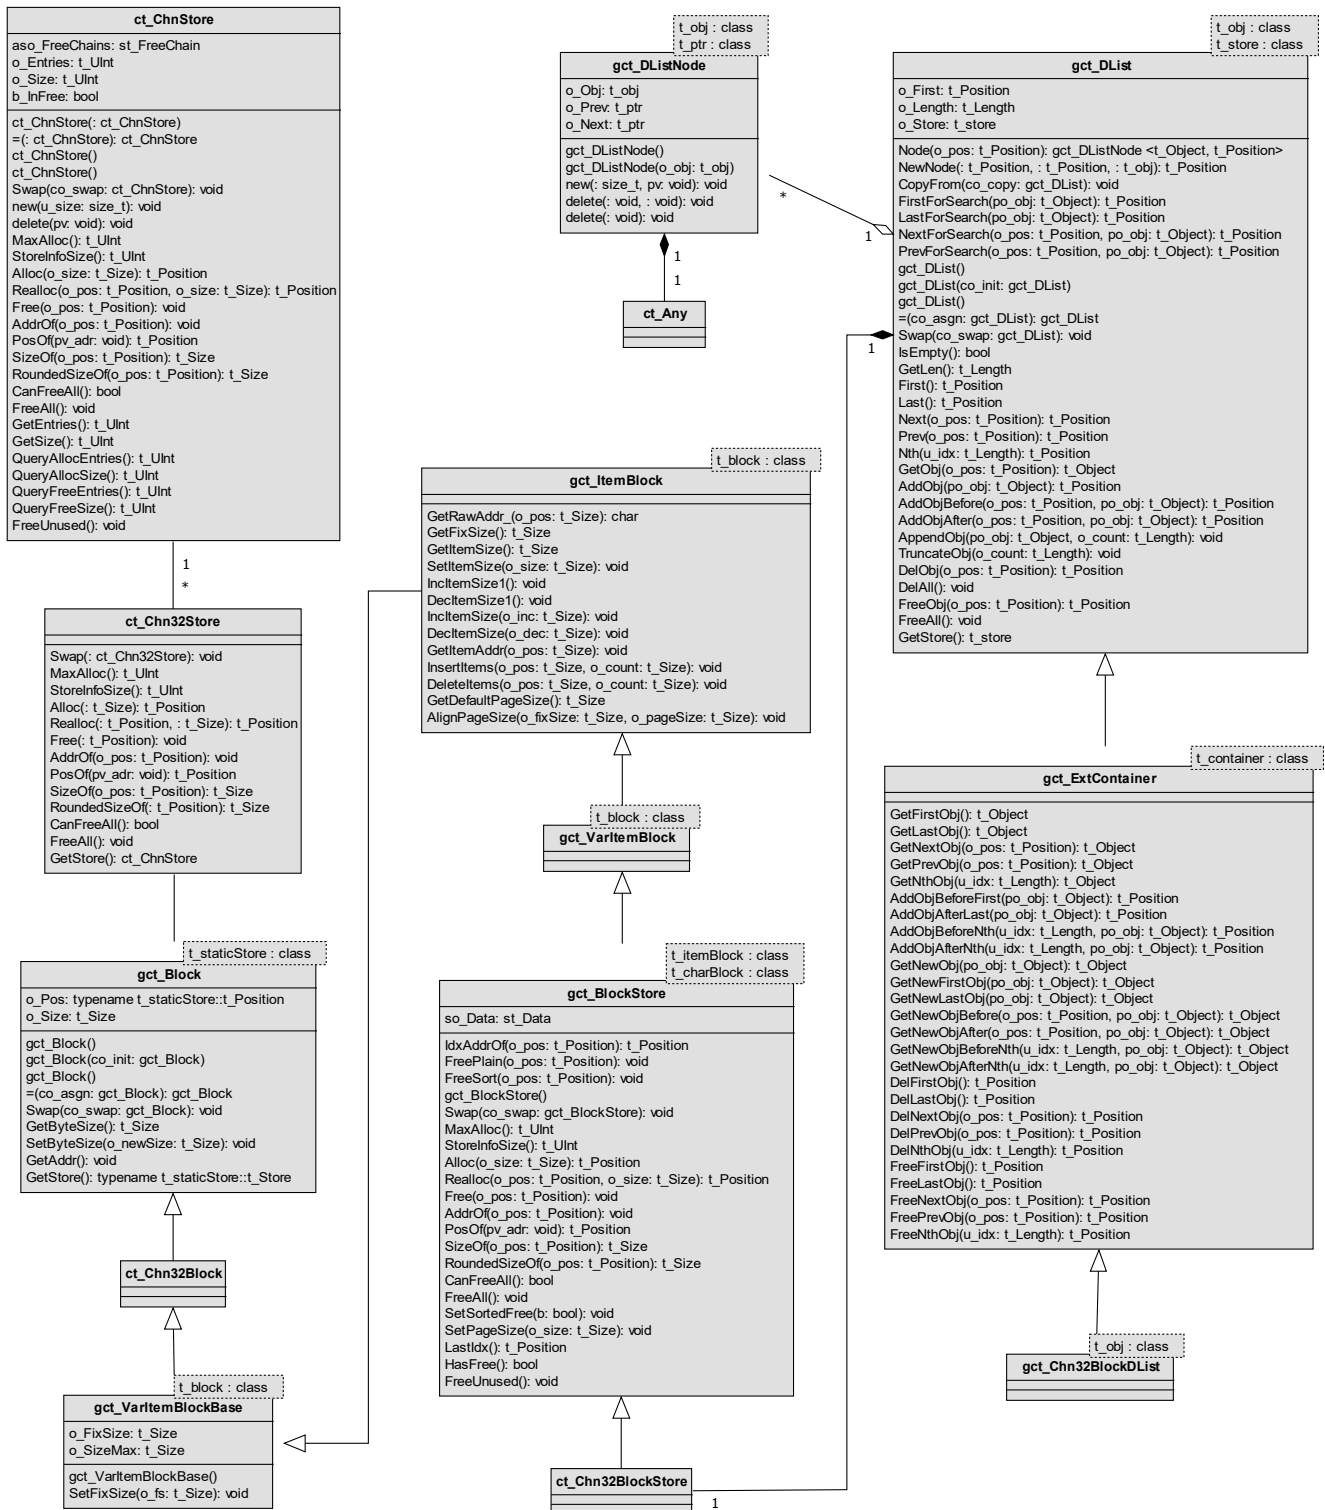 ct_ChnStore
aso_FreeChains: st_FreeChain
o_Entries: t_UInt
o_Size: t_UInt
b_InFree: bool
ct_ChnStore(: ct_ChnStore)
=(: ct_ChnStore): ct_ChnStore
ct_ChnStore()
ct_ChnStore()
Swap(co_swap: ct_ChnStore): void
new(u_size: size_t): void
delete(pv: void): void
MaxAlloc(): t_UInt
StoreInfoSize(): t_UInt
Alloc(o_size: t_Size): t_Position
Realloc(o_pos: t_Position, o_size: t_Size): t_Position
Free(o_pos: t_Position): void
AddrOf(o_pos: t_Position): void
PosOf(pv_adr: void): t_Position
SizeOf(o_pos: t_Position): t_Size
RoundedSizeOf(o_pos: t_Position): t_Size
CanFreeAll(): bool
FreeAll(): void
GetEntries(): t_UInt
GetSize(): t_UInt
QueryAllocEntries(): t_UInt
QueryAllocSize(): t_UInt
QueryFreeEntries(): t_UInt
QueryFreeSize(): t_UInt
FreeUnused(): void
1
*
ct_Chn32Store
Swap(: ct_Chn32Store): void
MaxAlloc(): t_UInt
StoreInfoSize(): t_UInt
Alloc(: t_Size): t_Position
Realloc(: t_Position, : t_Size): t_Position
Free(: t_Position): void
AddrOf(o_pos: t_Position): void
PosOf(pv_adr: void): t_Position
SizeOf(o_pos: t_Position): t_Size
RoundedSizeOf(: t_Position): t_Size
CanFreeAll(): bool
FreeAll(): void
GetStore(): ct_ChnStore
t_staticStore : class
gct_Block
o_Pos: typename t_staticStore::t_Position
o_Size: t_Size
gct_Block()
gct_Block(co_init: gct_Block)
gct_Block()
=(co_asgn: gct_Block): gct_Block
Swap(co_swap: gct_Block): void
GetByteSize(): t_Size
SetByteSize(o_newSize: t_Size): void
GetAddr(): void
GetStore(): typename t_staticStore::t_Store
ct_Chn32Block
t_block : class
gct_VarItemBlockBase
o_FixSize: t_Size
o_SizeMax: t_Size
gct_VarItemBlockBase()
SetFixSize(o_fs: t_Size): void
t_obj : class
t_ptr : class
gct_DListNode
o_Obj: t_obj
o_Prev: t_ptr
o_Next: t_ptr
gct_DListNode()
gct_DListNode(o_obj: t_obj)
new(: size_t, pv: void): void
delete(: void, : void): void
delete(: void): void
1
1
ct_Any
*
1
1
t_block : class
gct_ItemBlock
GetRawAddr_(o_pos: t_Size): char
GetFixSize(): t_Size
GetItemSize(): t_Size
SetItemSize(o_size: t_Size): void
IncItemSize1(): void
DecItemSize1(): void
IncItemSize(o_inc: t_Size): void
DecItemSize(o_dec: t_Size): void
GetItemAddr(o_pos: t_Size): void
InsertItems(o_pos: t_Size, o_count: t_Size): void
DeleteItems(o_pos: t_Size, o_count: t_Size): void
GetDefaultPageSize(): t_Size
AlignPageSize(o_fixSize: t_Size, o_pageSize: t_Size): void
t_block : class
gct_VarItemBlock
t_itemBlock : class
t_charBlock : class
gct_BlockStore
so_Data: st_Data
IdxAddrOf(o_pos: t_Position): t_Position
FreePlain(o_pos: t_Position): void
FreeSort(o_pos: t_Position): void
gct_BlockStore()
Swap(co_swap: gct_BlockStore): void
MaxAlloc(): t_UInt
StoreInfoSize(): t_UInt
Alloc(o_size: t_Size): t_Position
Realloc(o_pos: t_Position, o_size: t_Size): t_Position
Free(o_pos: t_Position): void
AddrOf(o_pos: t_Position): void
PosOf(pv_adr: void): t_Position
SizeOf(o_pos: t_Position): t_Size
RoundedSizeOf(o_pos: t_Position): t_Size
CanFreeAll(): bool
FreeAll(): void
SetSortedFree(b: bool): void
SetPageSize(o_size: t_Size): void
LastIdx(): t_Position
HasFree(): bool
FreeUnused(): void
ct_Chn32BlockStore
1
t_obj : class
t_store : class
gct_DList
o_First: t_Position
o_Length: t_Length
o_Store: t_store
Node(o_pos: t_Position): gct_DListNode <t_Object, t_Position>
NewNode(: t_Position, : t_Position, : t_obj): t_Position
CopyFrom(co_copy: gct_DList): void
FirstForSearch(po_obj: t_Object): t_Position
LastForSearch(po_obj: t_Object): t_Position
NextForSearch(o_pos: t_Position, po_obj: t_Object): t_Position
PrevForSearch(o_pos: t_Position, po_obj: t_Object): t_Position
gct_DList()
gct_DList(co_init: gct_DList)
gct_DList()
=(co_asgn: gct_DList): gct_DList
Swap(co_swap: gct_DList): void
IsEmpty(): bool
GetLen(): t_Length
First(): t_Position
Last(): t_Position
Next(o_pos: t_Position): t_Position
Prev(o_pos: t_Position): t_Position
Nth(u_idx: t_Length): t_Position
GetObj(o_pos: t_Position): t_Object
AddObj(po_obj: t_Object): t_Position
AddObjBefore(o_pos: t_Position, po_obj: t_Object): t_Position
AddObjAfter(o_pos: t_Position, po_obj: t_Object): t_Position
AppendObj(po_obj: t_Object, o_count: t_Length): void
TruncateObj(o_count: t_Length): void
DelObj(o_pos: t_Position): t_Position
DelAll(): void
FreeObj(o_pos: t_Position): t_Position
FreeAll(): void
GetStore(): t_store
t_container : class
gct_ExtContainer
GetFirstObj(): t_Object
GetLastObj(): t_Object
GetNextObj(o_pos: t_Position): t_Object
GetPrevObj(o_pos: t_Position): t_Object
GetNthObj(u_idx: t_Length): t_Object
AddObjBeforeFirst(po_obj: t_Object): t_Position
AddObjAfterLast(po_obj: t_Object): t_Position
AddObjBeforeNth(u_idx: t_Length, po_obj: t_Object): t_Position
AddObjAfterNth(u_idx: t_Length, po_obj: t_Object): t_Position
GetNewObj(po_obj: t_Object): t_Object
GetNewFirstObj(po_obj: t_Object): t_Object
GetNewLastObj(po_obj: t_Object): t_Object
GetNewObjBefore(o_pos: t_Position, po_obj: t_Object): t_Object
GetNewObjAfter(o_pos: t_Position, po_obj: t_Object): t_Object
GetNewObjBeforeNth(u_idx: t_Length, po_obj: t_Object): t_Object
GetNewObjAfterNth(u_idx: t_Length, po_obj: t_Object): t_Object
DelFirstObj(): t_Position
DelLastObj(): t_Position
DelNextObj(o_pos: t_Position): t_Position
DelPrevObj(o_pos: t_Position): t_Position
DelNthObj(u_idx: t_Length): t_Position
FreeFirstObj(): t_Position
FreeLastObj(): t_Position
FreeNextObj(o_pos: t_Position): t_Position
FreePrevObj(o_pos: t_Position): t_Position
FreeNthObj(u_idx: t_Length): t_Position
t_obj : class
gct_Chn32BlockDList